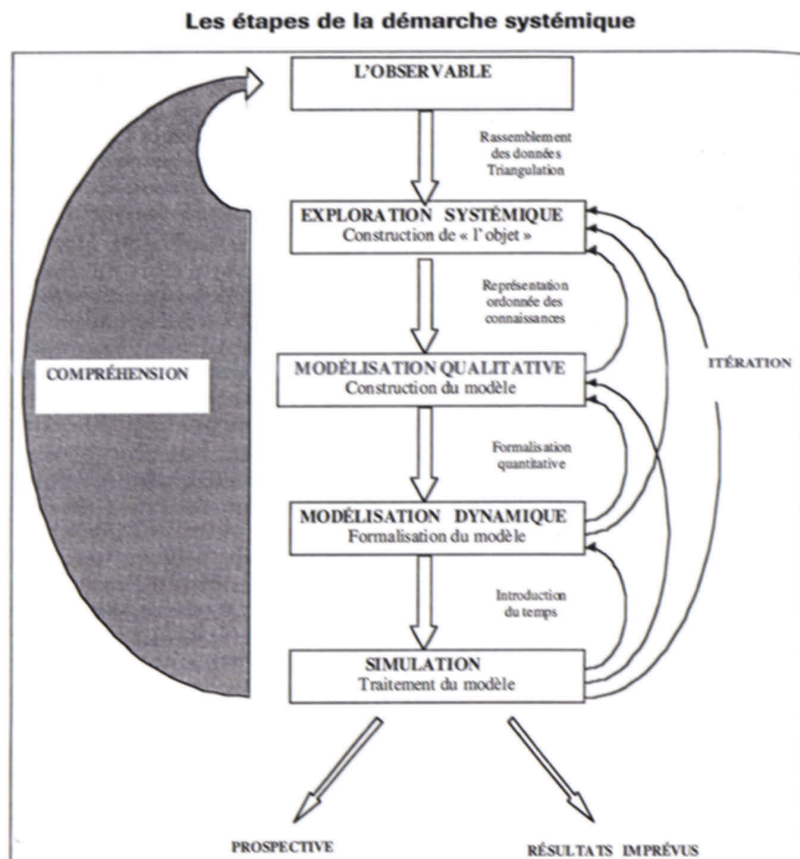 Les étapes de la démarche systémique
L'OBSERVABLE
Rassemblement
des données
Triangulation
EXPLORATION SYSTÉMIQUE
Construction de « l'objet »
Représentation
ordonnée des
connaissances
COMPRÉHENSION
MODÉLISATION QUALITATIVE
Construction du modèle
ITÉRATION
Formalisation
quantitative
MODÉLISATION DYNAMIQUE
Formalisation du modèle
Introduction
du temps
SIMULATION
Traitement du modèle
PROSPECTIVE
RÉSULTATS IMPRÉVUS